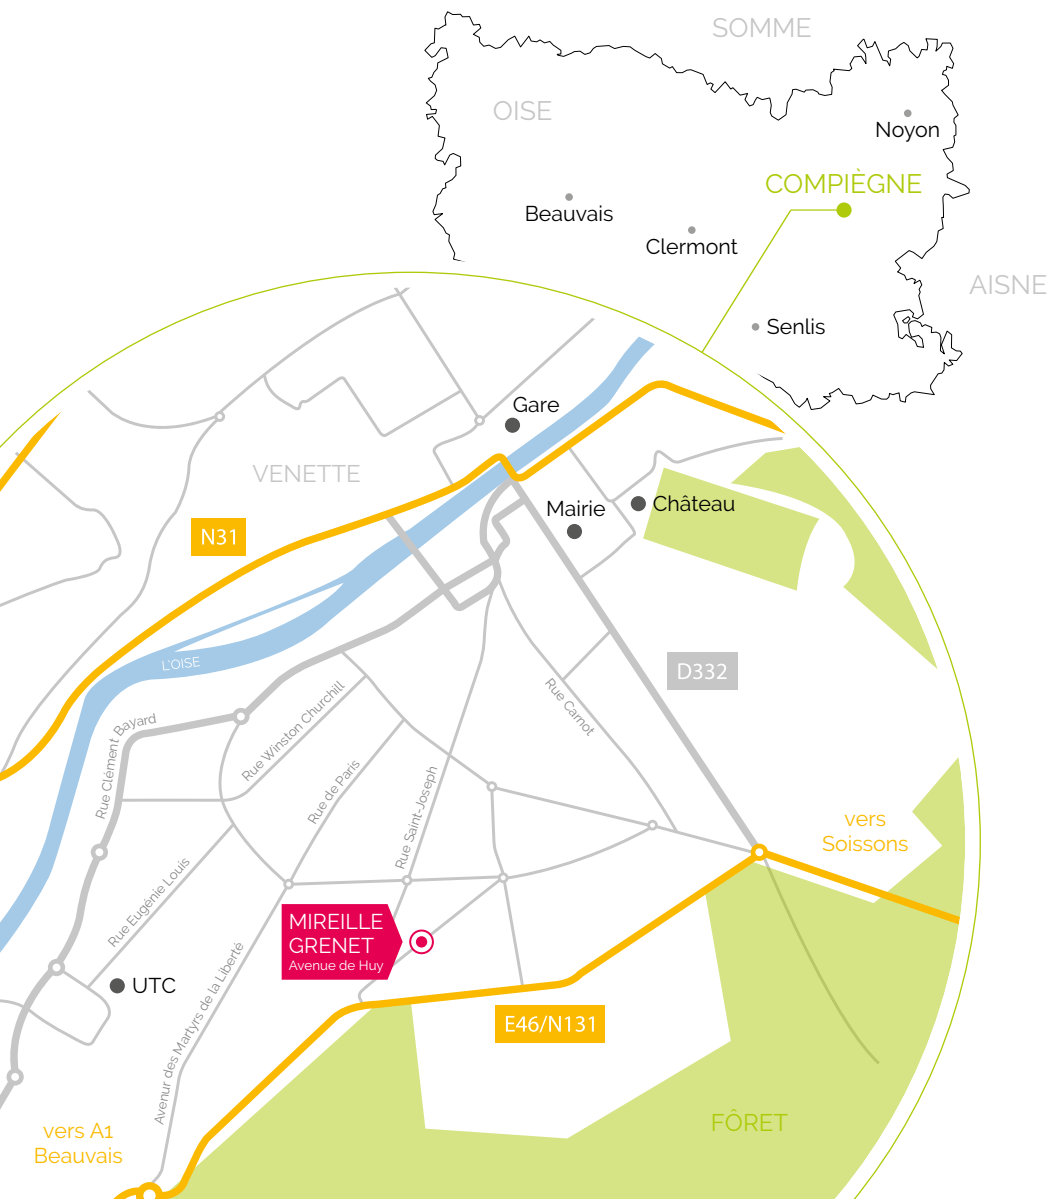 SOMME
OISE
Noyon
COMPIÈGNE
Beauvais
Clermont
AISNE
Senlis
Gare
VENETTE
Mairie
Château
N31
L'OISE
D332
Rue Carnot
Rue Winston Churchill
Rue Clément Bayard
Rue de Paris
Rue Saint-Joseph
vers
Soissons
Rue Eugénie Louis
MIREILLE
GRENET
Avenue de Huy
UTC
Avenur des Martyrs de la Liberté
E46/N131
FÔRET
vers A1
Beauvais